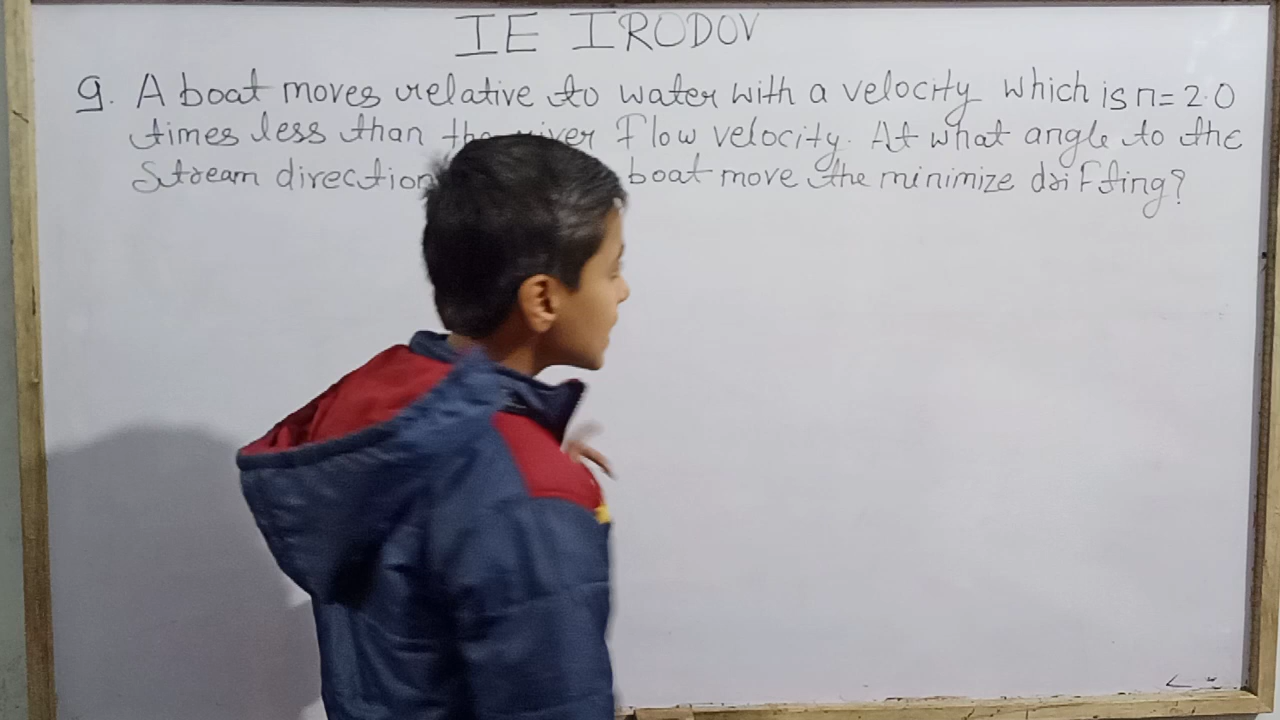 IE IRODOV
9. A boat moves relative to water with a velocity which is n = 2.0
times less than the river flow velocity. At what angle to the
Stream direction boat move the minimize drifting?